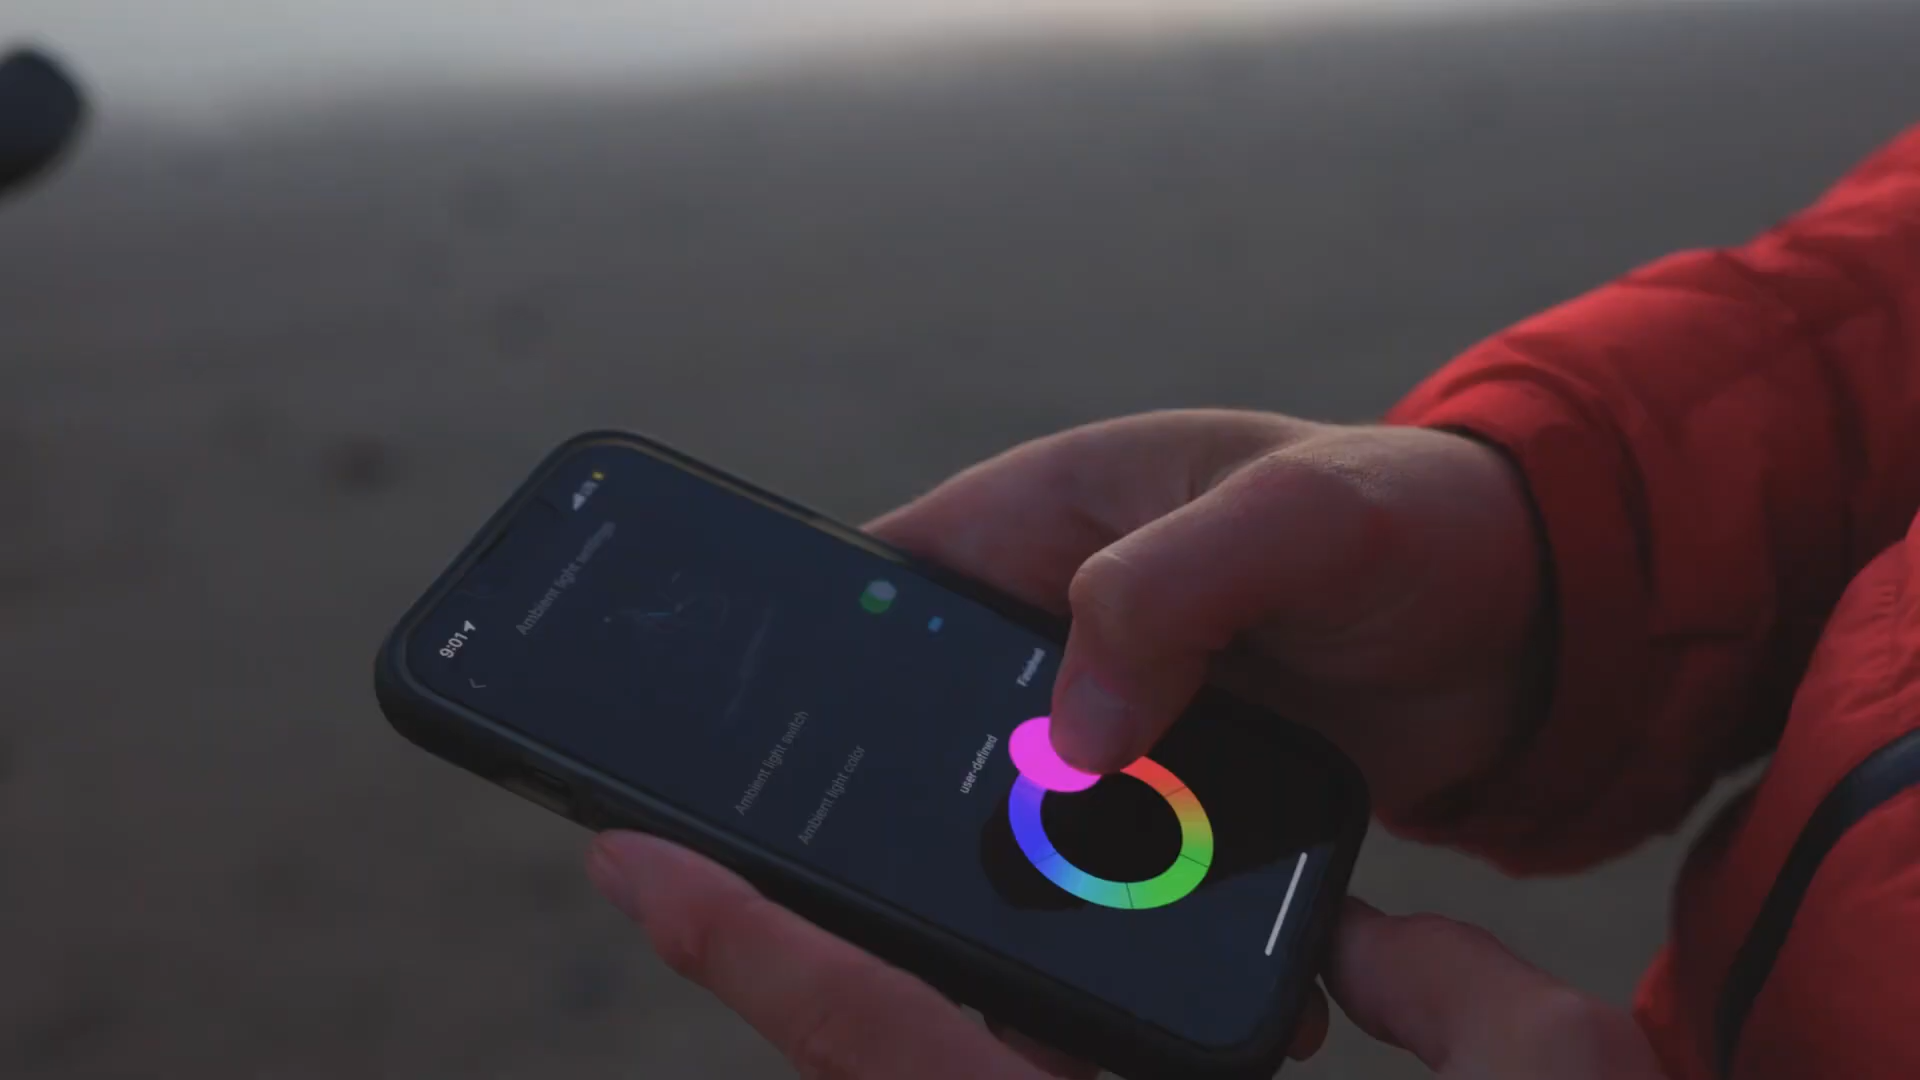 9:01
Ambient light settings
Ambient light switch
Ambient light color
Finished
user-defined